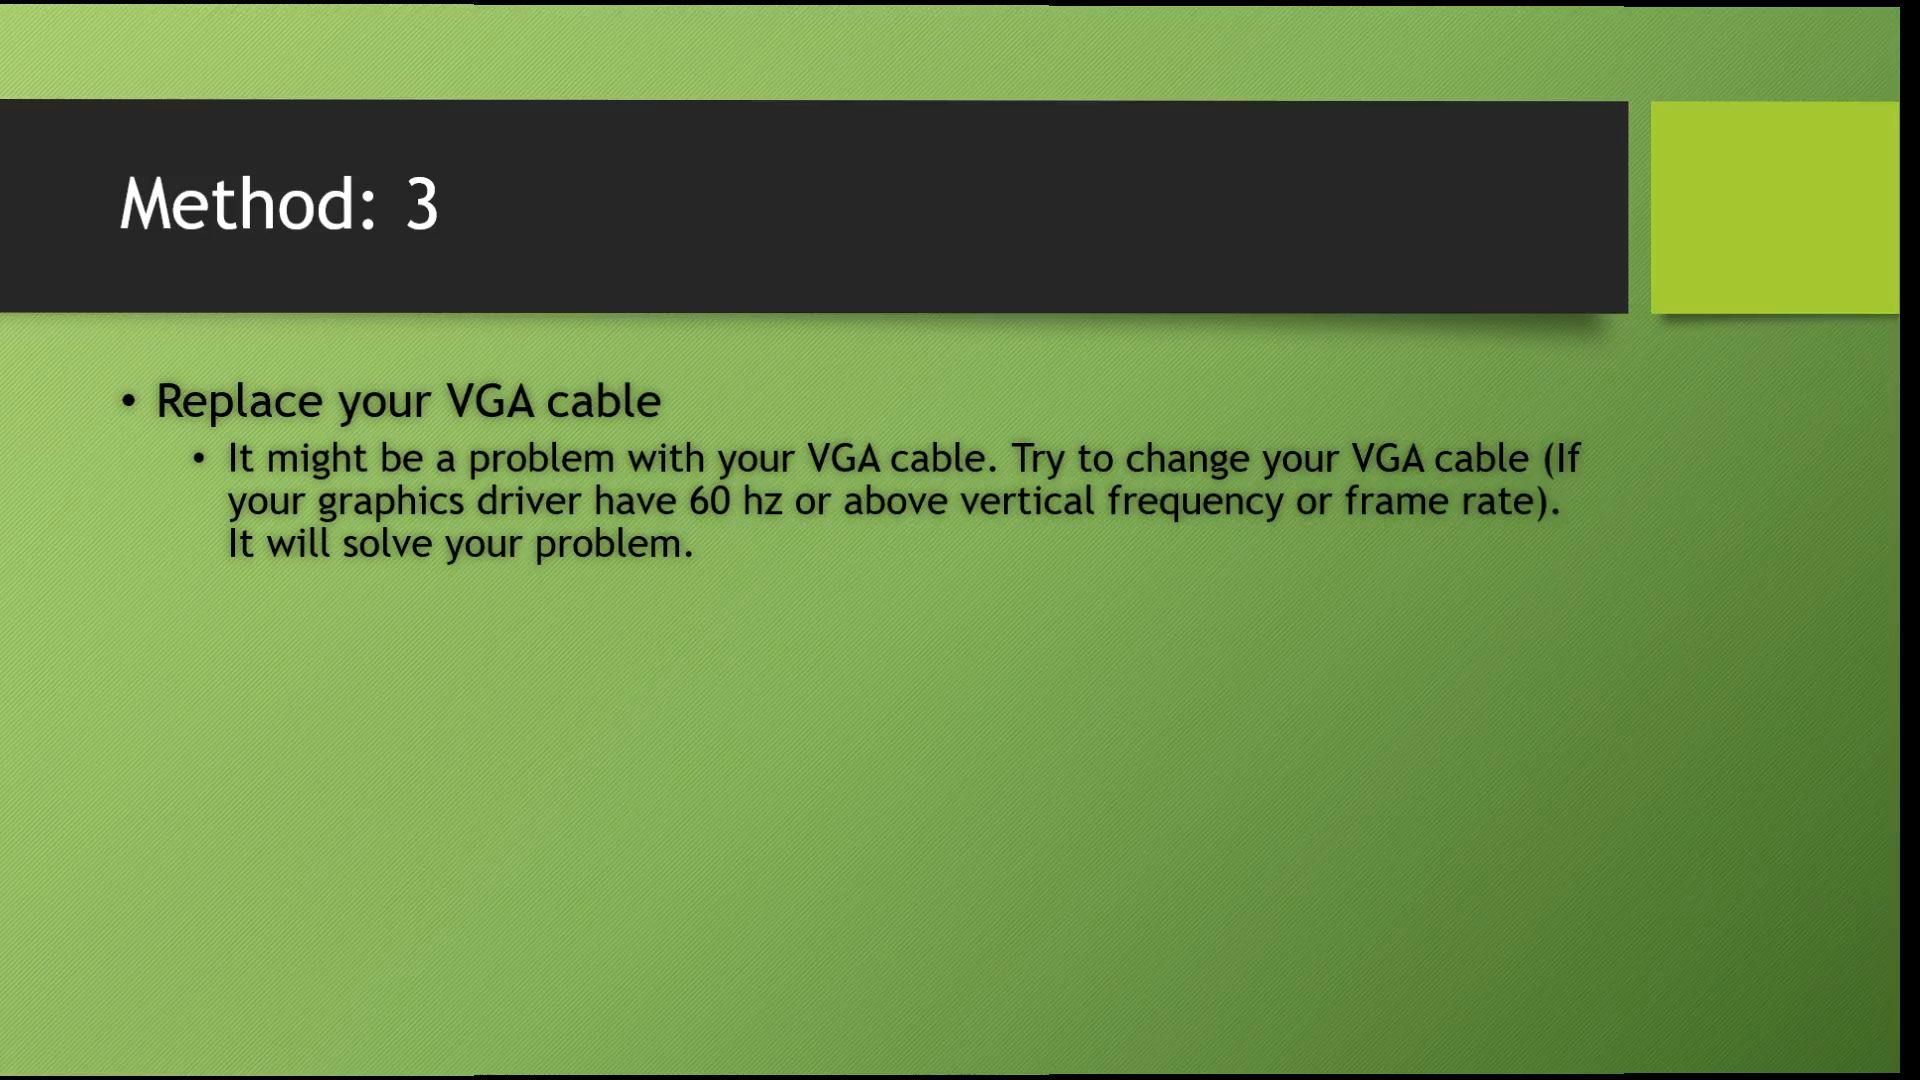 Method: 3
• Replace your VGA cable
• It might be a problem with your VGA cable. Try to change your VGA cable (If
your graphics driver have 60 hz or above vertical frequency or frame rate).
It will solve your problem.